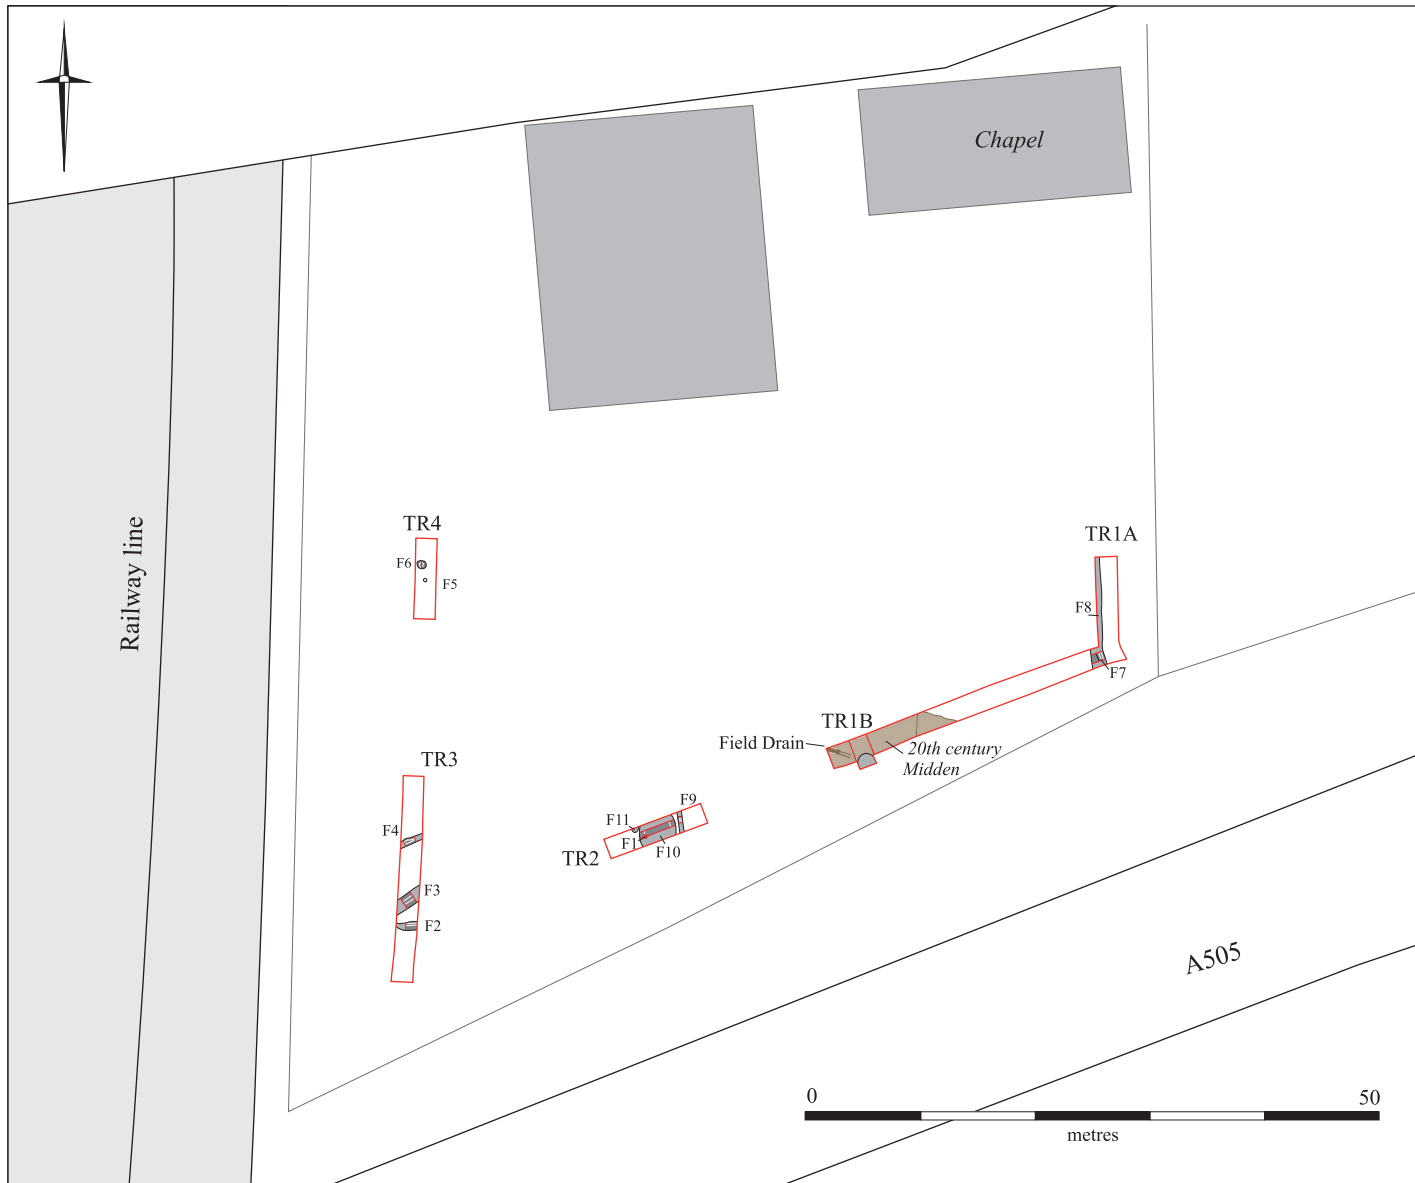 Chapel
Railway line
TR4
F6
F5
TR1A
F8
F7
TR1B
Field Drain
20th century
Midden
TR3
F4
F3
F2
F9
F11
F1
F10
TR2
A505
0
50
metres